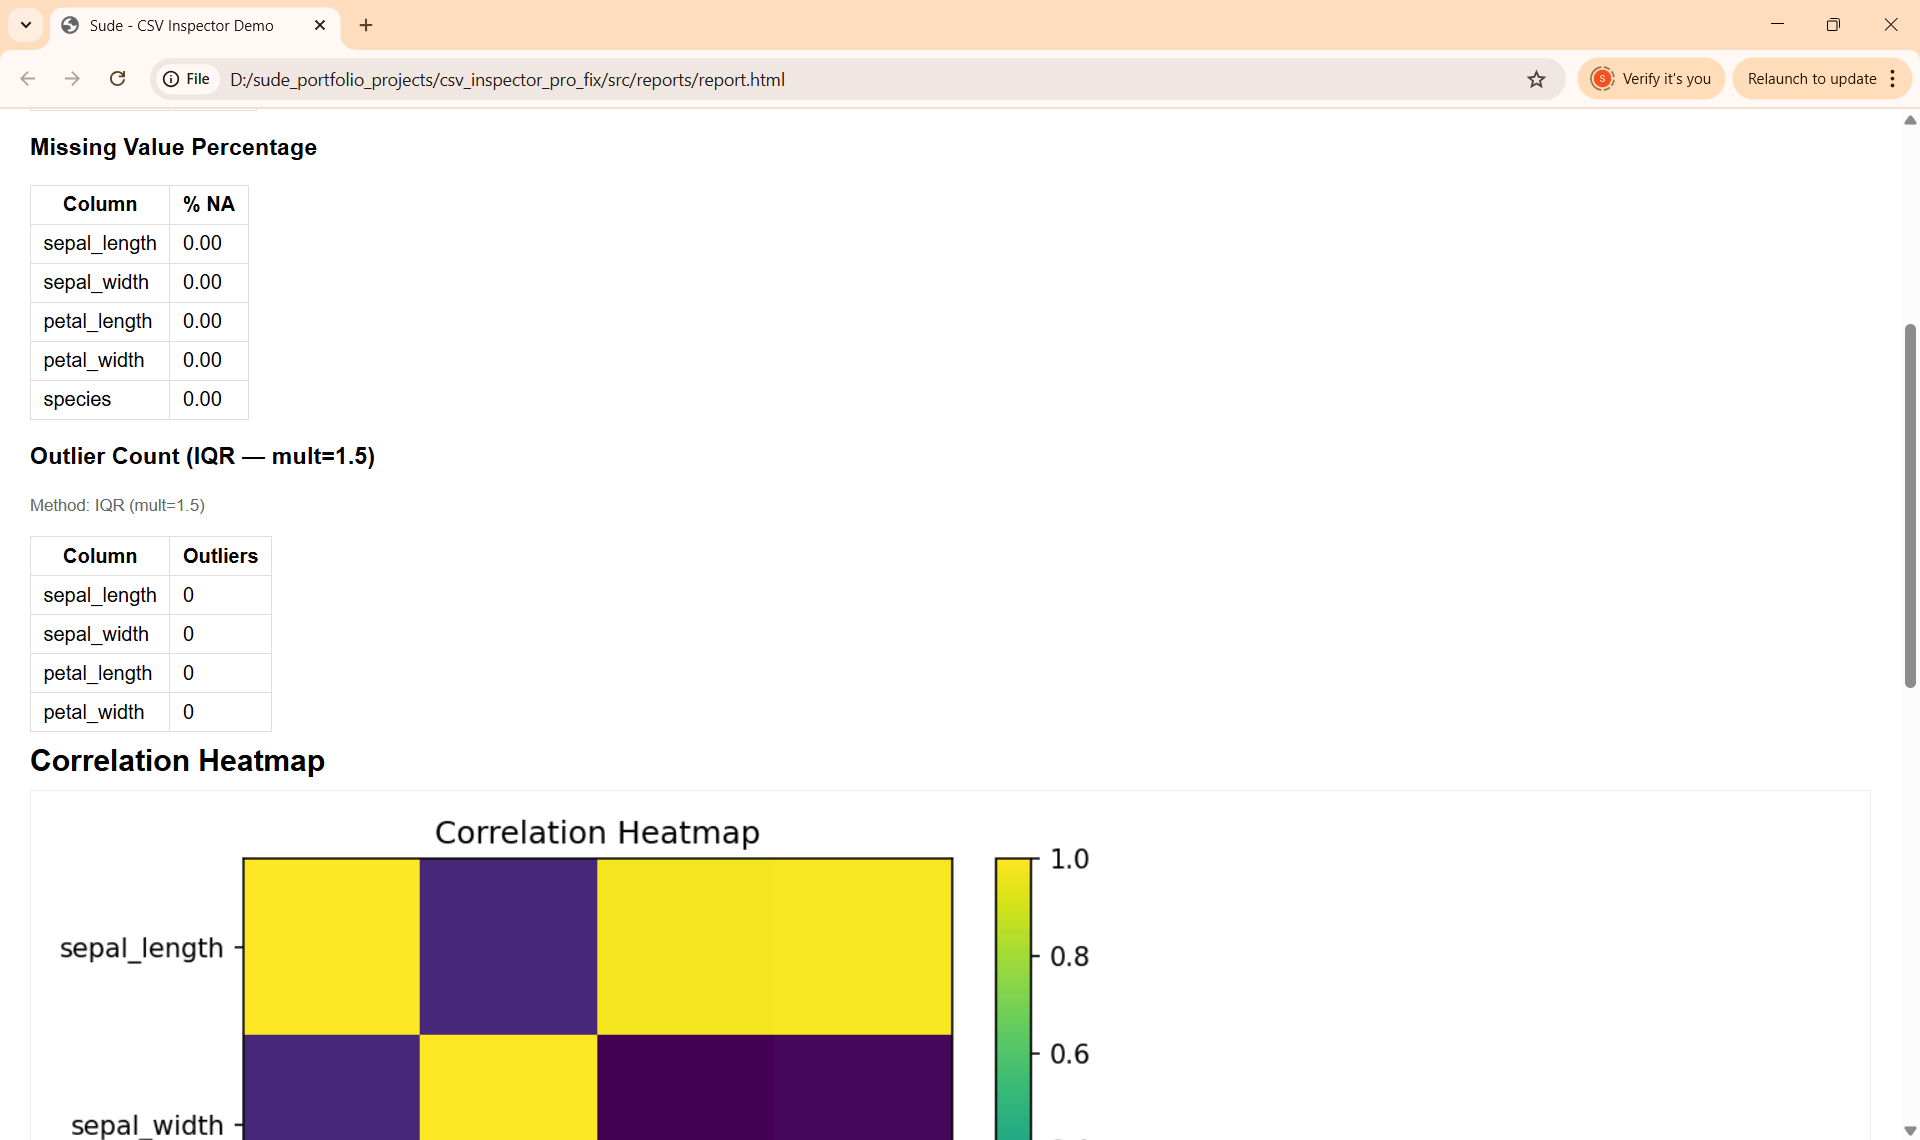 Sude - CSV Inspector Demo
File D:/sude_portfolio_projects/csv_inspector_pro_fix/src/reports/report.html S Verify it's you Relaunch to update
Missing Value Percentage
Column % NA
sepal_length 0.00
sepal_width 0.00
petal_length 0.00
petal_width 0.00
species 0.00
Outlier Count (IQR — mult=1.5)
Method: IQR (mult=1.5)
Column Outliers
sepal_length 0
sepal_width 0
petal_length 0
petal_width 0
Correlation Heatmap
Correlation Heatmap
1.0
sepal_length
0.8
0.6
sepal_width